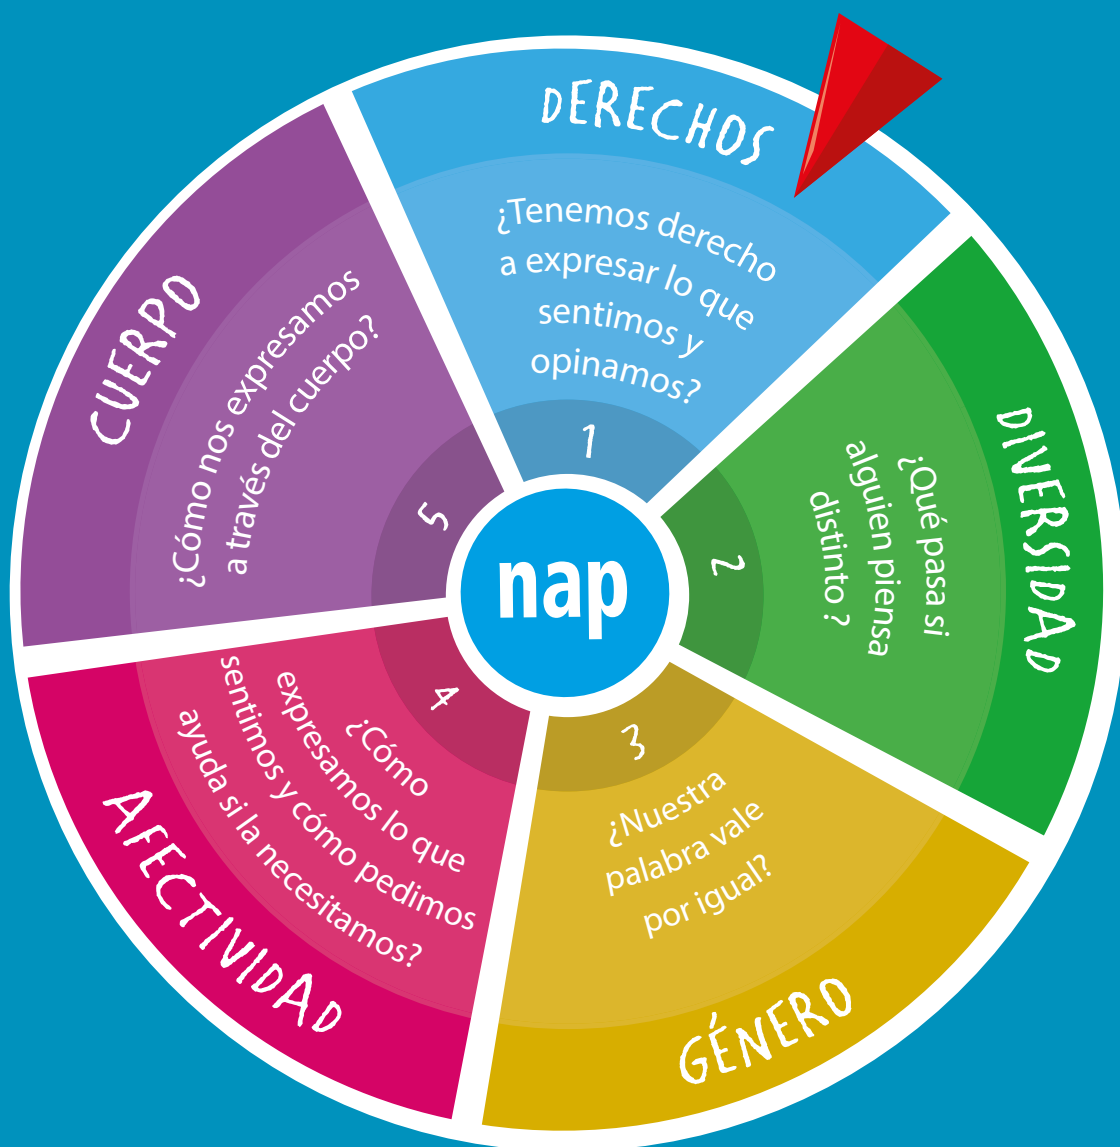 DERECHOS
¿Tenemos derecho
a expresar lo que
sentimos y
opinamos?
1
DIVERSIDAD
¿Qué pasa si
alguien piensa
distinto ?
2
GÉNERO
3
¿Nuestra
palabra vale
por igual?
AFECTIVIDAD
4
¿Cómo
expresamos lo que
sentimos y cómo pedimos
ayuda si la necesitamos?
CUERPO
¿Cómo nos expresamos
a través del cuerpo?
5
nap